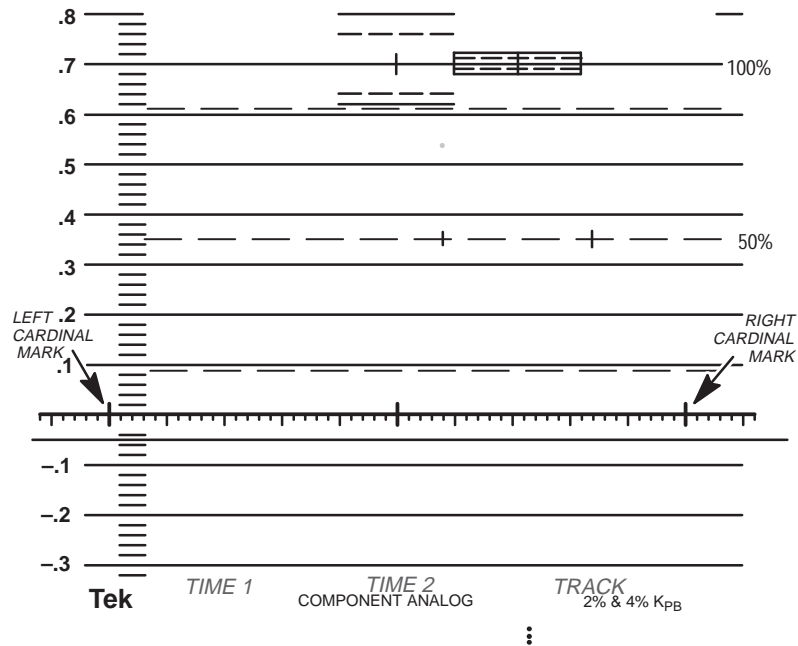 .8
.7
100%
.6
.5
.4
50%
.3
.2
LEFT
CARDINAL
MARK
RIGHT
CARDINAL
MARK
.1
–.1
–.2
–.3
Tek
TIME 1
TIME 2
TRACK
COMPONENT ANALOG
2% & 4% KPB